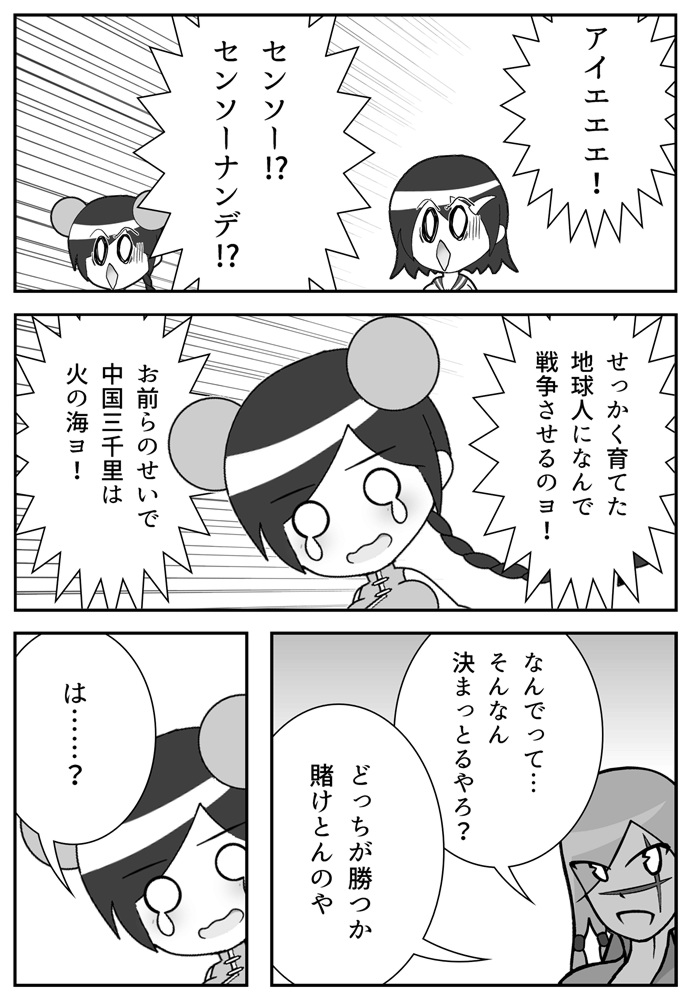 アイエエエ！
センソー!?
センソーナンデ!?
せっかく育てた
地球人になんで
戦争させるのヨ！
お前らのせいで
中国三千里は
火の海ヨ！
なんでって…
そんなん
決まっとるやろ？
どっちが勝つか
賭けとんのや
は……？